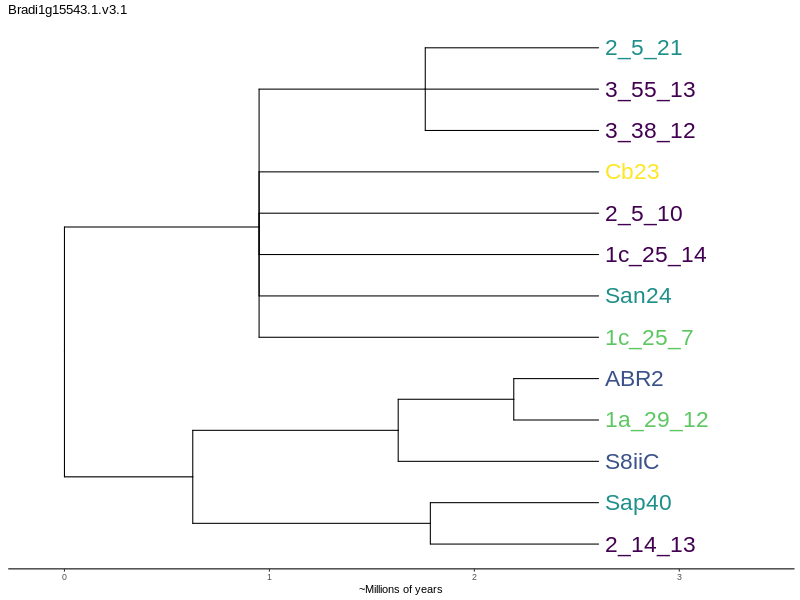 Bradi1g15543.1.v3.1
2_5_21
3_55_13
3_38_12
Cb23
2_5_10
1c_25_14
San24
1c_25_7
ABR2
1a_29_12
S8iiC
Sap40
2_14_13
0 1 2 3
~Millions of years